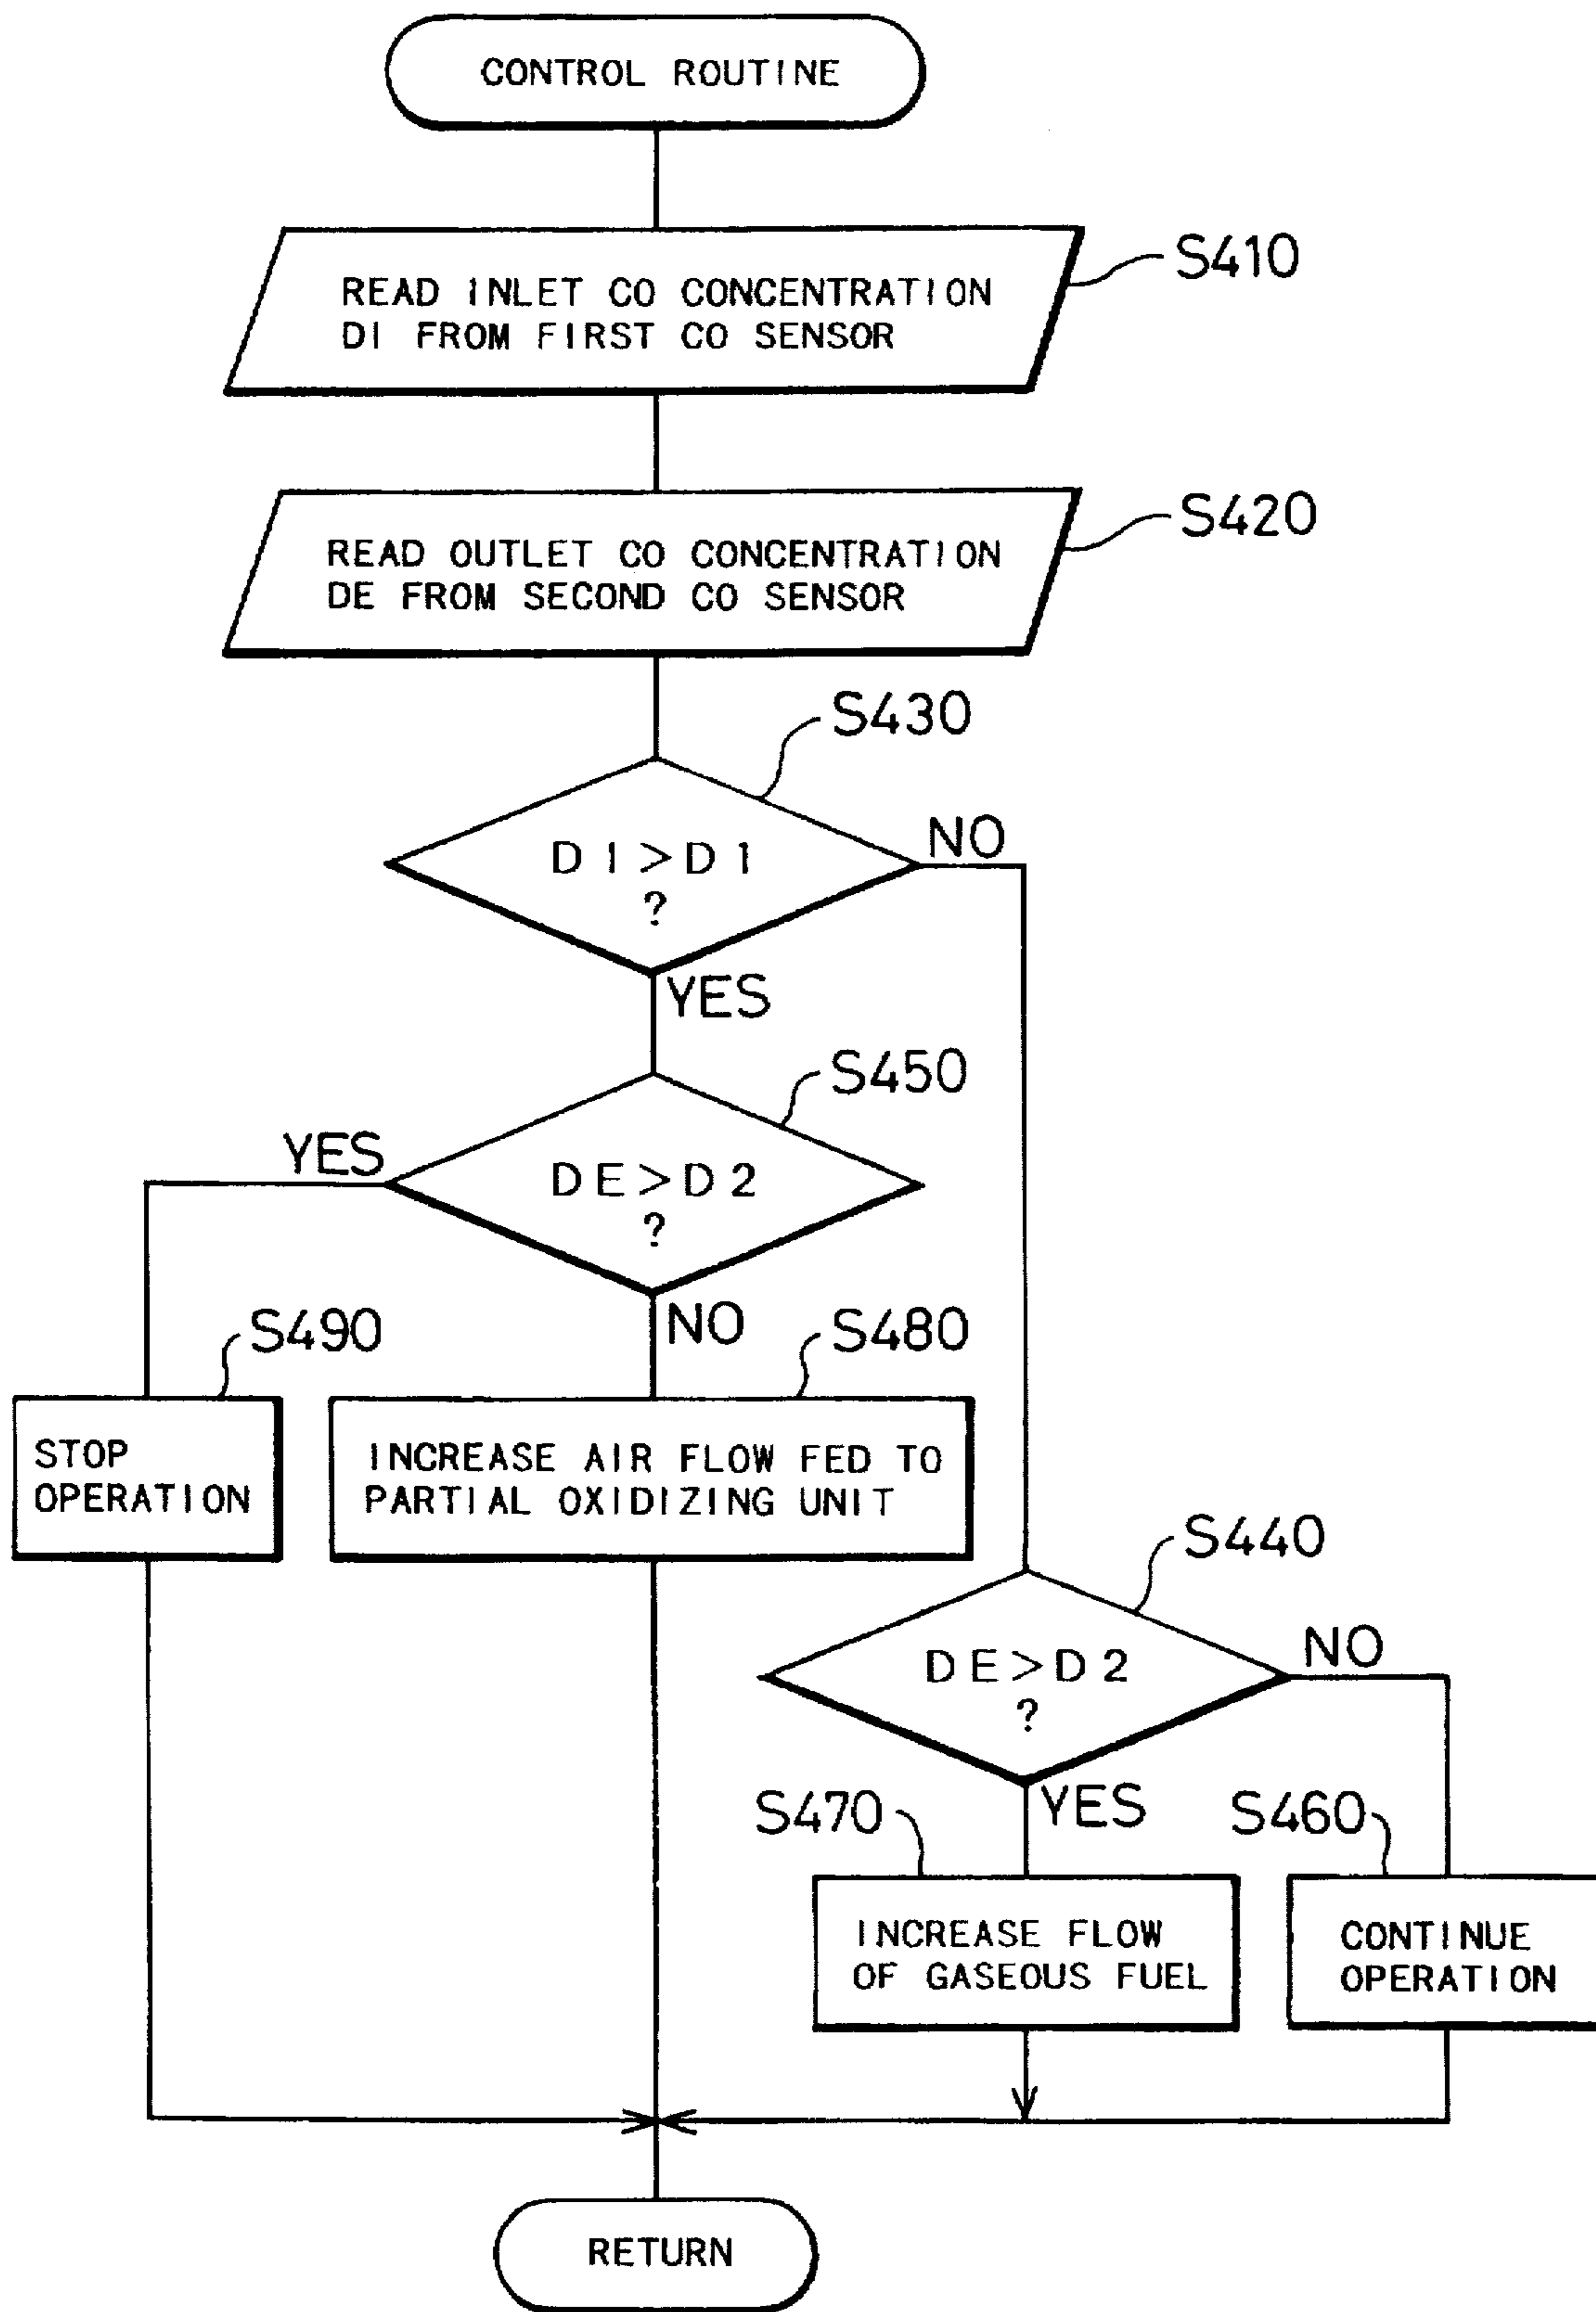 CONTROL ROUTINE
S410
READ INLET CO CONCENTRATION
DI FROM FIRST CO SENSOR
S420
READ OUTLET CO CONCENTRATION
DE FROM SECOND CO SENSOR
S430
DI>D1
?
NO
YES
S450
YES
DE>D2
?
NO
S490
S480
STOP
OPERATION
INCREASE AIR FLOW FED TO
PARTIAL OXIDIZING UNIT
S440
DE>D2
?
NO
YES
S470
S460
INCREASE FLOW
OF GASEOUS FUEL
CONTINUE
OPERATION
RETURN